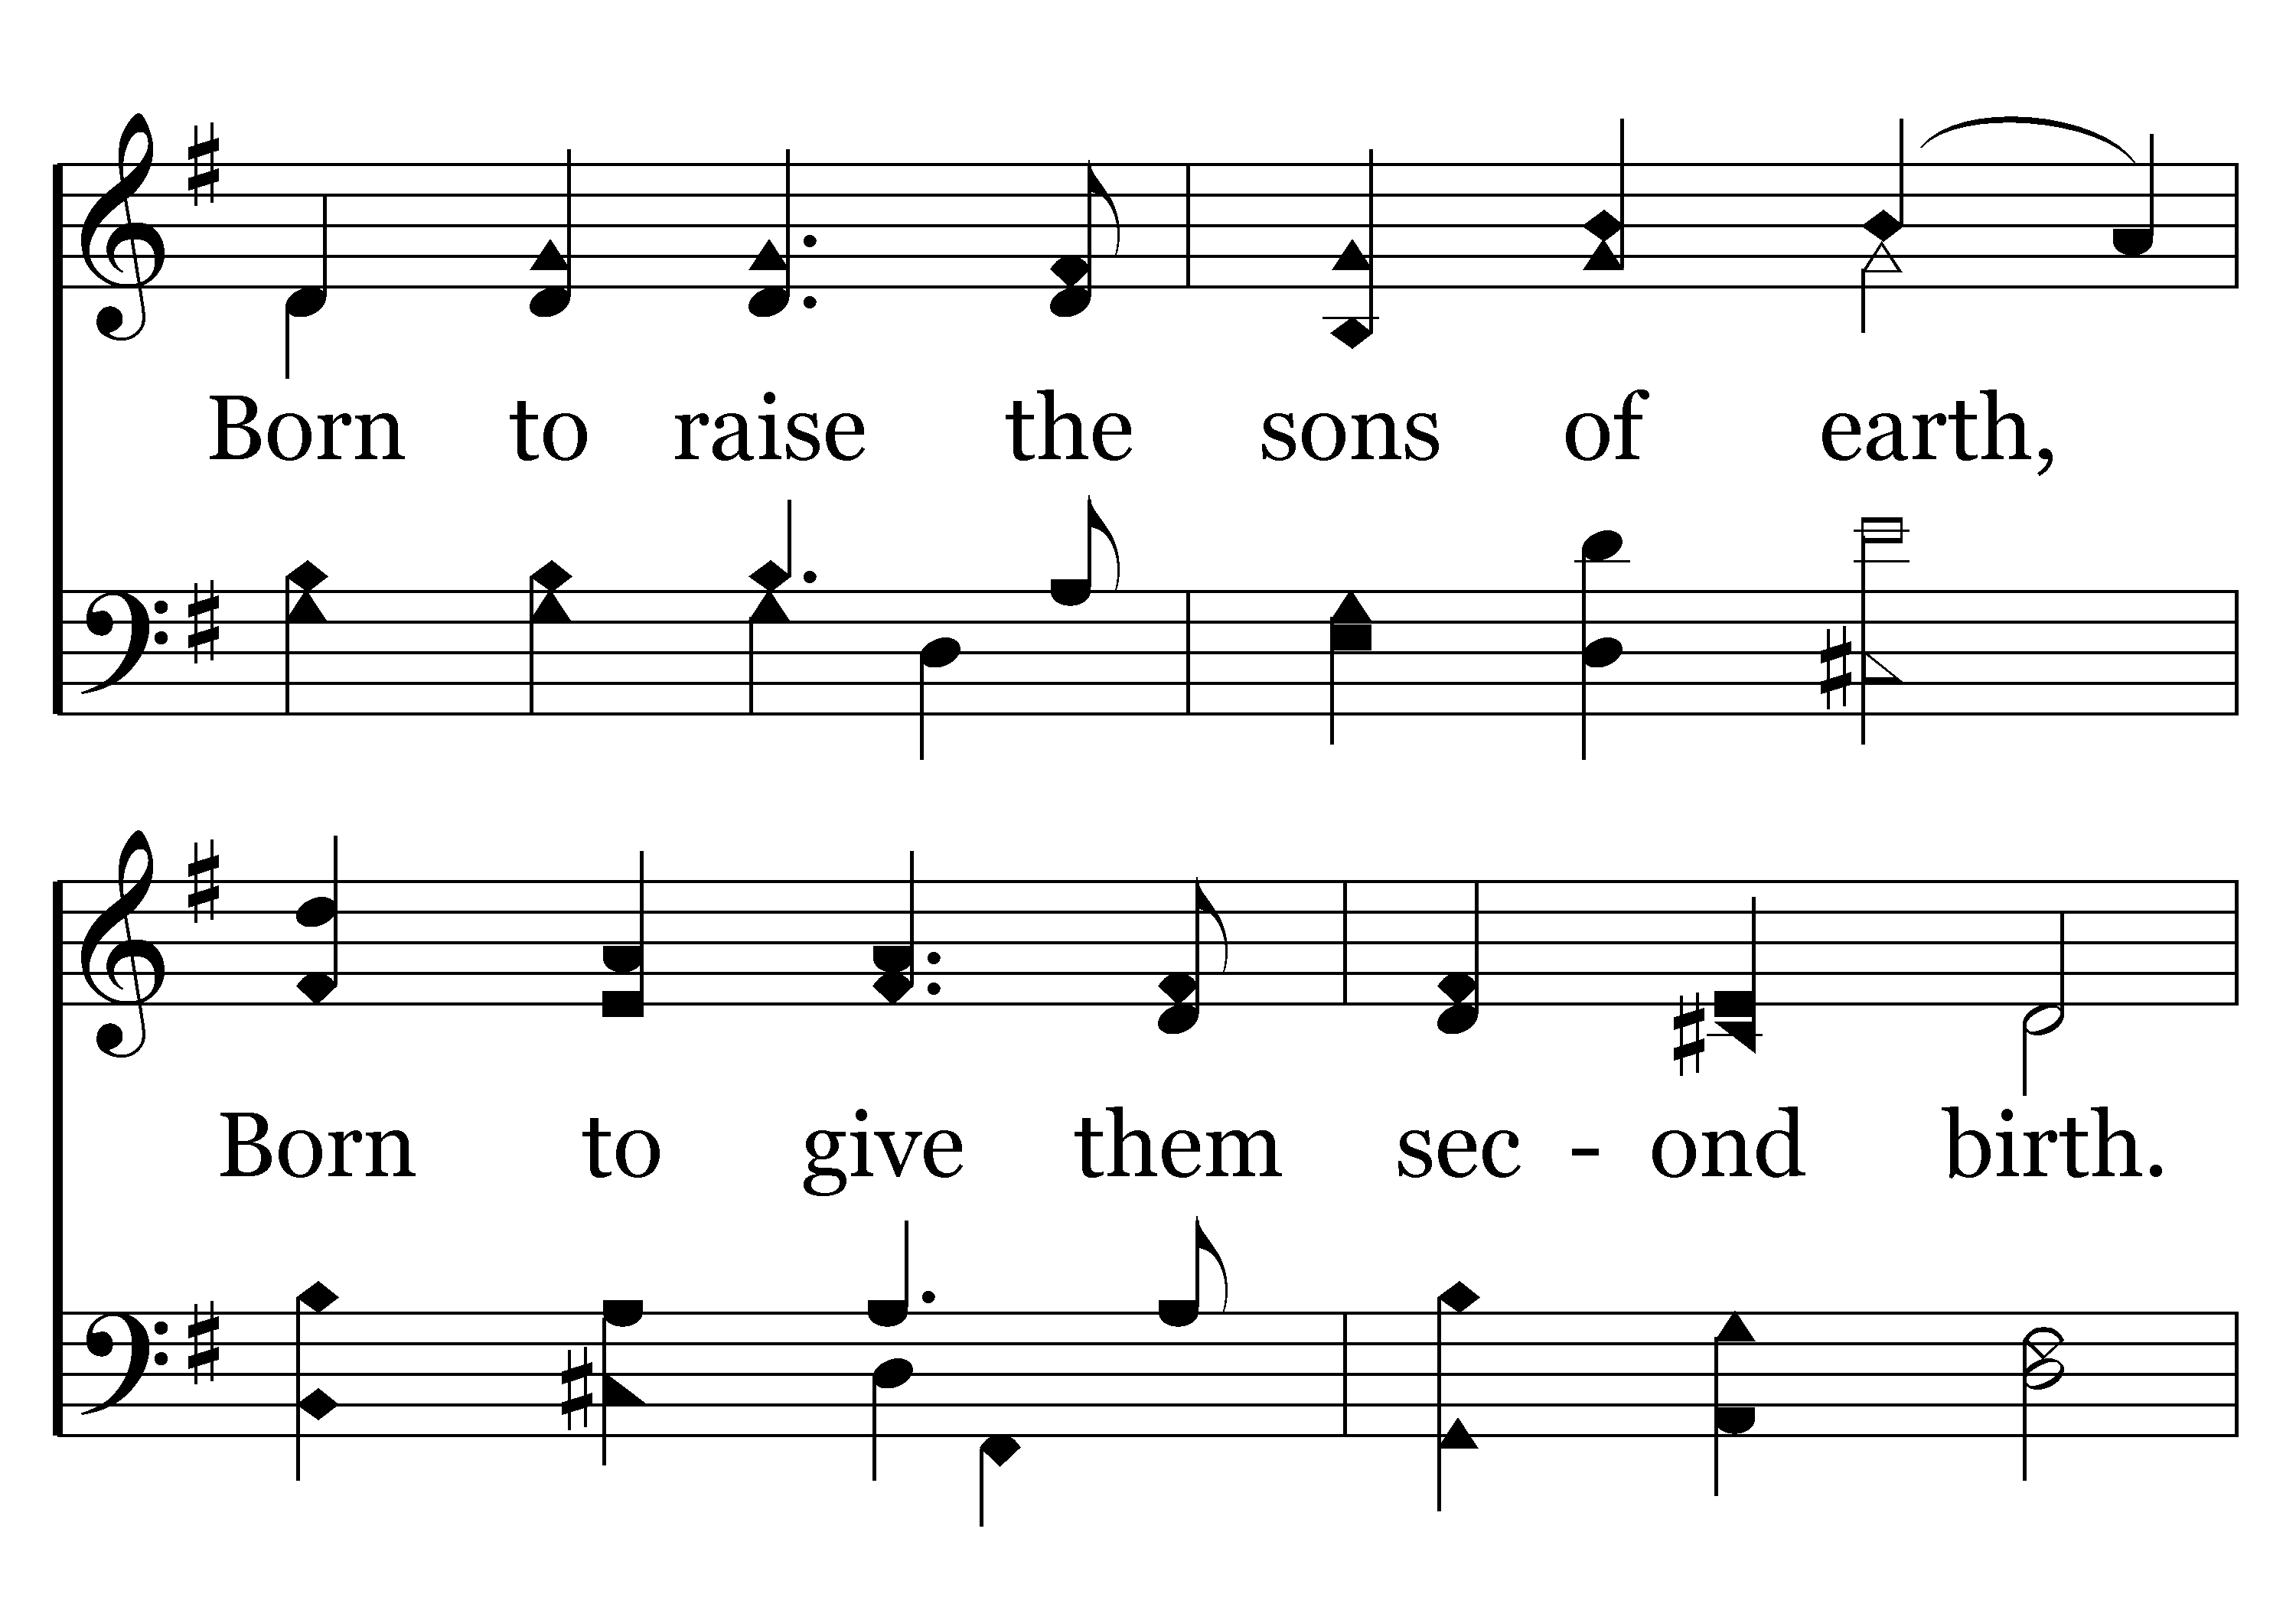 Born to raise the sons of earth,
Born to give them sec - ond birth.